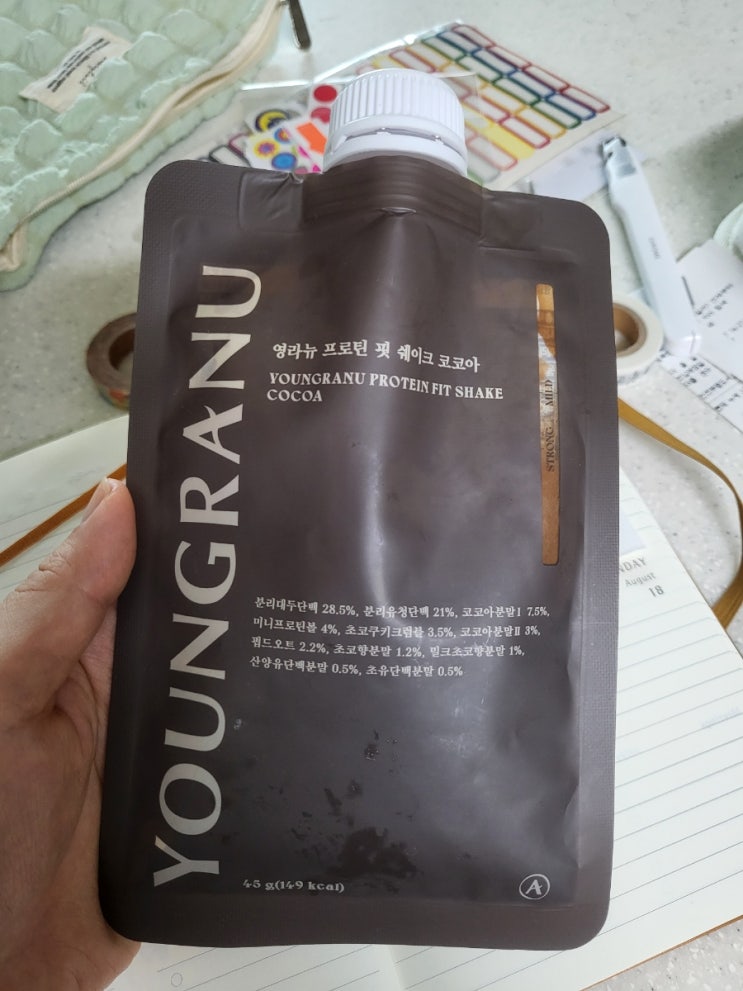 YOUNGRANU
영라뉴 프로틴 핏 쉐이크 코코아
YOUNGRANU PROTEIN FIT SHAKE
COCOA
STRONG MILD
분리대두단백 28.5%, 분리유청단백 21%, 코코아분말Ⅰ 7.5%,
미니프로틴볼 4%, 초코쿠키크럼블 3.5%, 코코아분말Ⅱ 3%,
펍드오트 2.2%, 초코향분말 1.2%, 밀크초코향분말 1%,
산양유단백분말 0.5%, 초유단백분말 0.5%
45 g(149 kcal)
A
NDAY
August
18